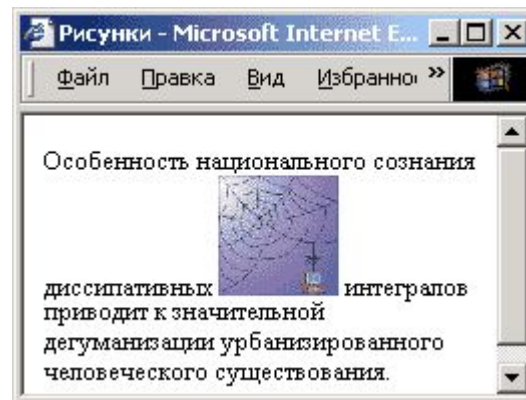 Рисунки - Microsoft Internet E...
Файл Правка Вид Избранно »
Особенность национального сознания
диссипативных интегралов
приводит к значительной
дегуманизации урбанизированного
человеческого существования.